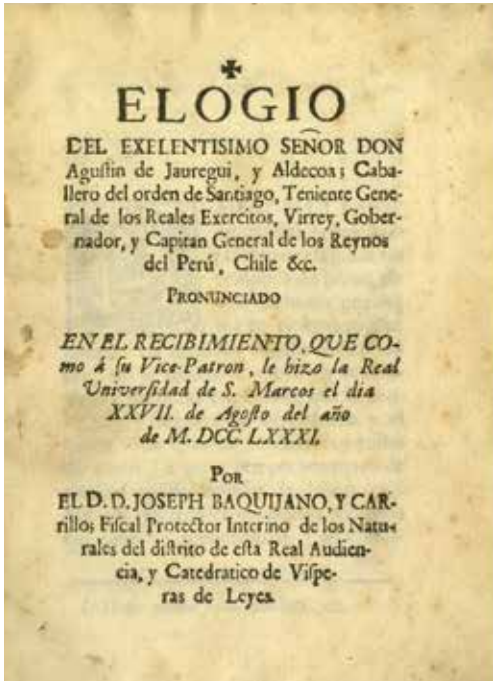 ELOGIO
DEL EXELENTISIMO SEÑOR DON
Aguſtin de Jauregui, y Aldecoa; Caba-
llero del orden de Santiago, Teniente Gene-
ral de los Reales Exercitos, Virrey, Gober-
nador, y Capitan General de los Reynos
del Perú, Chile &c.
PRONUNCIADO
EN EL RECIBIMIENTO, QUE CO-
mo á ſu Vice-Patron, le hizo la Real
Univerſidad de S. Marcos el dia
XXVII. de Agoſto del año
de M. DCC. LXXXI.
POR
EL D. D. JOSEPH BAQUIJANO, Y CAR-
rillo; Fiſcal Protector Interino de los Natu-
rales del diſtrito de eſta Real Audien-
cia, y Catedratico de Viſpe-
ras de Leyes.